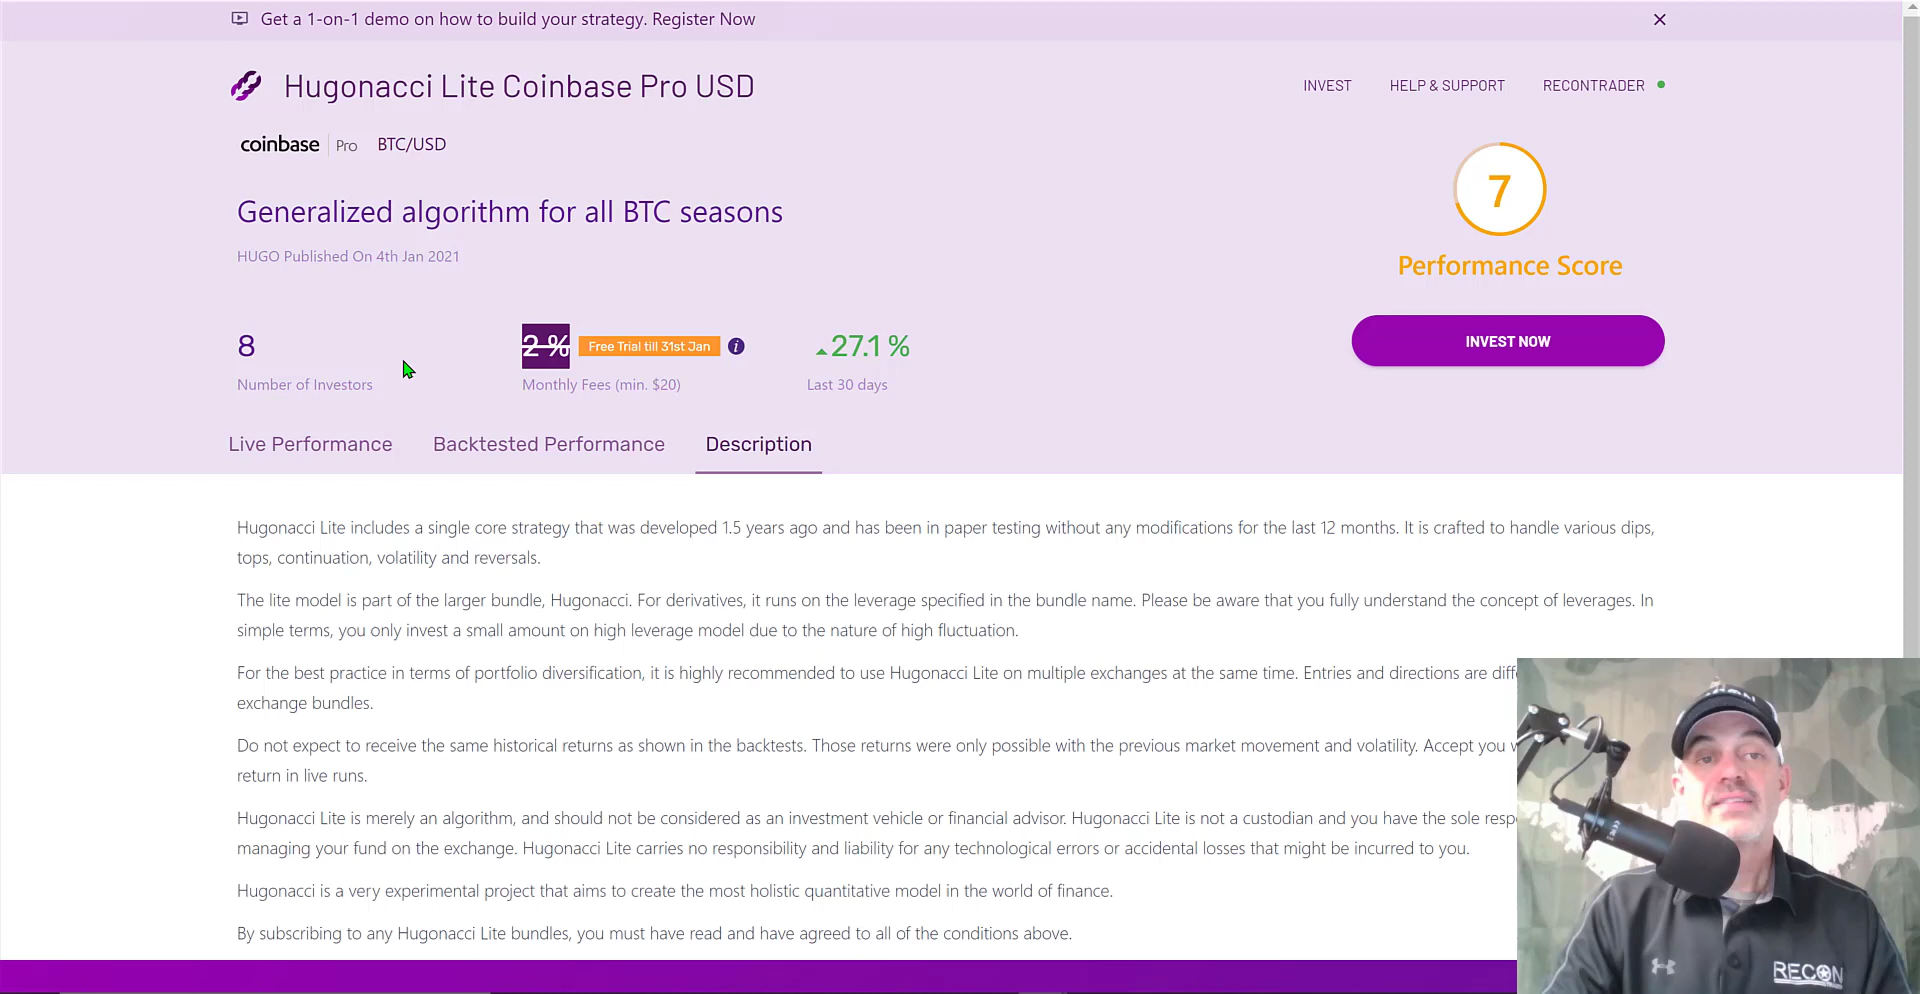 Get a 1-on-1 demo on how to build your strategy. Register Now
Hugonacci Lite Coinbase Pro USD
INVEST
HELP & SUPPORT
RECONTRADER
coinbase Pro BTC/USD
7
Generalized algorithm for all BTC seasons
HUGO Published On 4th Jan 2021
Performance Score
8
2 %
Free Trial till 31st Jan
27.1 %
INVEST NOW
Number of Investors
Monthly Fees (min. $20)
Last 30 days
Live Performance
Backtested Performance
Description
Hugonacci Lite includes a single core strategy that was developed 1.5 years ago and has been in paper testing without any modifications for the last 12 months. It is crafted to handle various dips,
tops, continuation, volatility and reversals.
The lite model is part of the larger bundle, Hugonacci. For derivatives, it runs on the leverage specified in the bundle name. Please be aware that you fully understand the concept of leverages. In
simple terms, you only invest a small amount on high leverage model due to the nature of high fluctuation.
For the best practice in terms of portfolio diversification, it is highly recommended to use Hugonacci Lite on multiple exchanges at the same time. Entries and directions are
exchange bundles.
Do not expect to receive the same historical returns as shown in the backtests. Those returns were only possible with the previous market movement and volatility. Accept you
return in live runs.
Hugonacci Lite is merely an algorithm, and should not be considered as an investment vehicle or financial advisor. Hugonacci Lite is not a custodian and you have the sole
managing your fund on the exchange. Hugonacci Lite carries no responsibility and liability for any technological errors or accidental losses that might be incurred to you.
Hugonacci is a very experimental project that aims to create the most holistic quantitative model in the world of finance.
By subscribing to any Hugonacci Lite bundles, you must have read and have agreed to all of the conditions above.
RECON